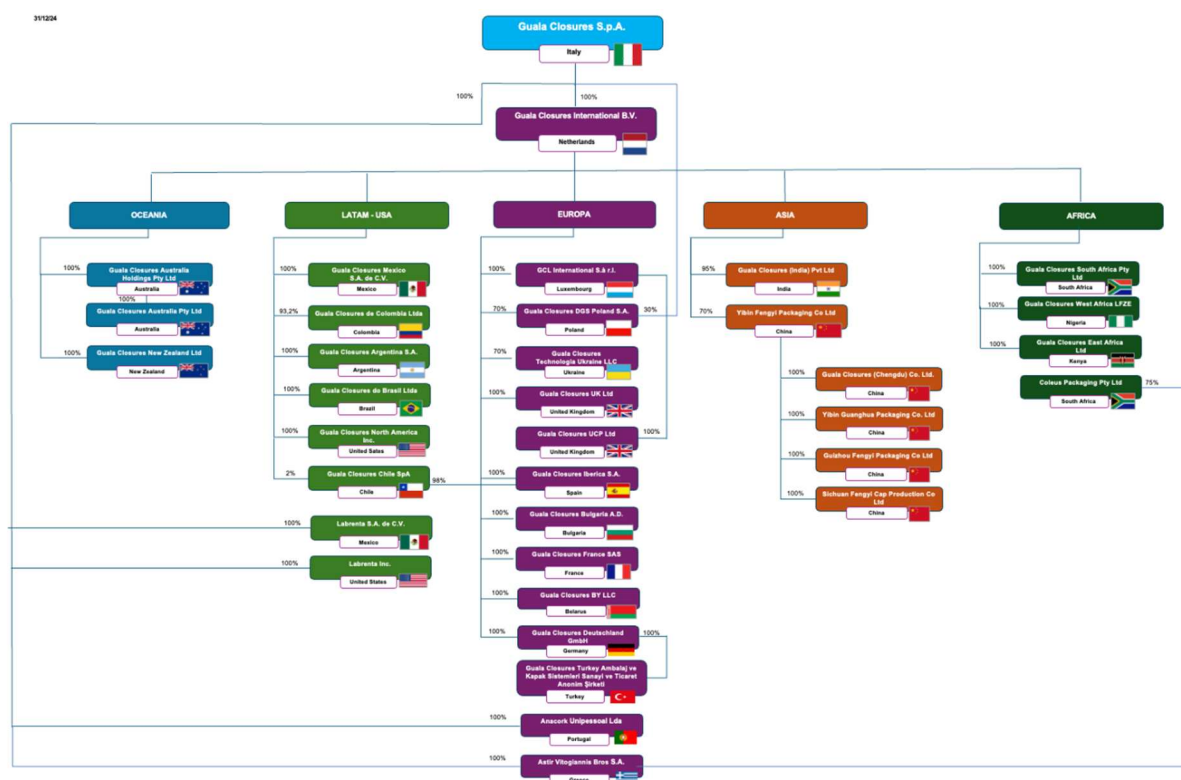 31/12/24
Guala Closures S.p.A.
Italy
100%
100%
Guala Closures International B.V.
Netherlands
OCEANIA
LATAM - USA
EUROPA
ASIA
AFRICA
100%
Guala Closures Australia
Holdings Pty Ltd
Australia
100%
Guala Closures Australia Pty Ltd
Australia
100%
Guala Closures New Zealand Ltd
New Zealand
100%
Guala Closures Mexico
S.A. de C.V.
Mexico
93,2%
Guala Closures de Colombia Ltda
Colombia
100%
Guala Closures Argentina S.A.
Argentina
100%
Guala Closures do Brasil Ltda
Brazil
100%
Guala Closures North America
Inc.
United Sates
2%
Guala Closures Chile SpA
Chile
98%
100%
Labrenta S.A. de C.V.
Mexico
100%
Labrenta Inc.
United States
100%
GCL International S.à r.l.
Luxembourg
70%
Guala Closures DGS Poland S.A.
Poland
30%
70%
Guala Closures
Technologia Ukraine LLC
Ukraine
100%
Guala Closures UK Ltd
United Kingdom
Guala Closures UCP Ltd
United Kingdom
100%
100%
Guala Closures Iberica S.A.
Spain
100%
Guala Closures Bulgaria A.D.
Bulgaria
100%
Guala Closures France SAS
France
100%
Guala Closures BY LLC
Belarus
100%
Guala Closures Deutschland
GmbH
Germany
100%
Guala Closures Turkey Ambalaj ve
Kapak Sistemleri Sanayi ve Ticaret
Anonim Şirketi
Turkey
100%
Anacork Unipessoal Lda
Portugal
100%
Astir Vitogiannis Bros S.A.
Greece
95%
Guala Closures (India) Pvt Ltd
India
70%
Yibin Fengyi Packaging Co Ltd
China
100%
Guala Closures (Chengdu) Co. Ltd.
China
100%
Yibin Guanghua Packaging Co. Ltd
China
100%
Guizhou Fengyi Packaging Co Ltd
China
100%
Sichuan Fengyi Cap Production Co
Ltd
China
100%
Guala Closures South Africa Pty
Ltd
South Africa
100%
Guala Closures West Africa LFZE
Nigeria
100%
Guala Closures East Africa
Ltd
Kenya
Coleus Packaging Pty Ltd
South Africa
75%